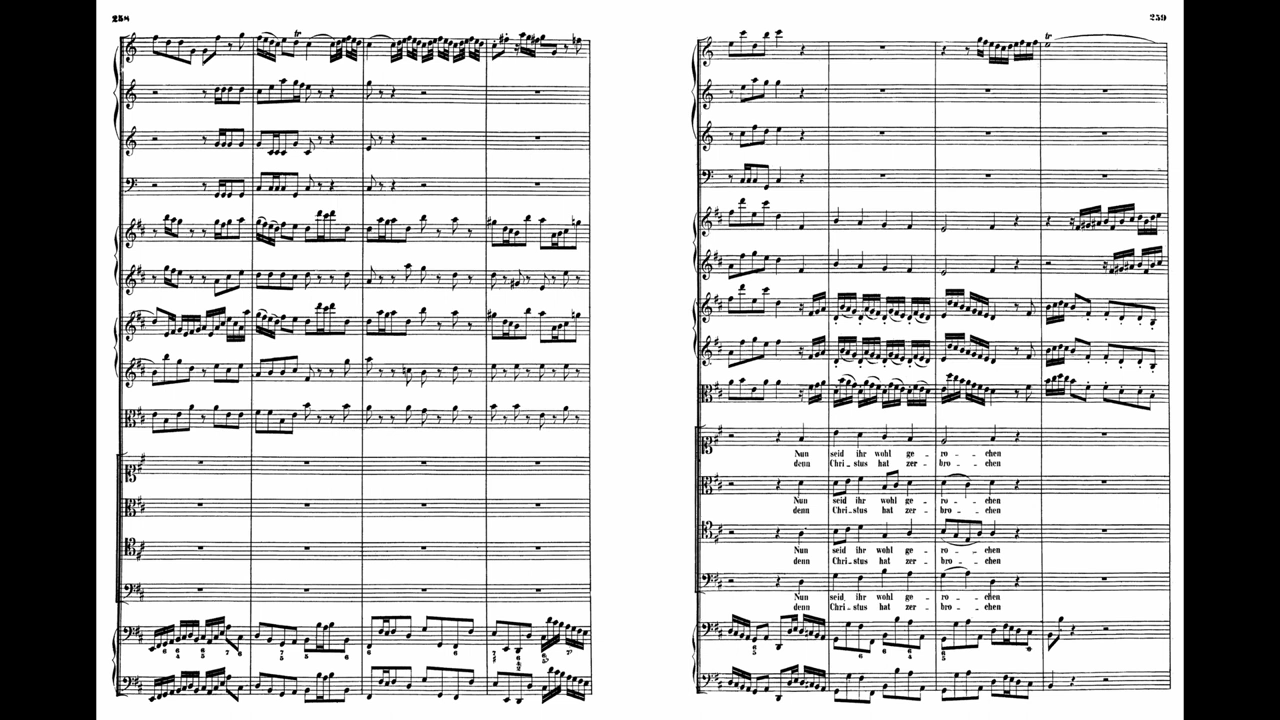 258
259
Nun seid ihr wohl ge - ro - chen
denn Chri - stus hat zer - bro - chen
Nun seid ihr wohl ge - ro - chen
denn Chri - stus hat zer - bro - chen
Nun seid ihr wohl ge - ro - chen
denn Chri - stus hat zer - bro - chen
Nun seid ihr wohl ge - ro - chen
denn Chri - stus hat zer - bro - chen